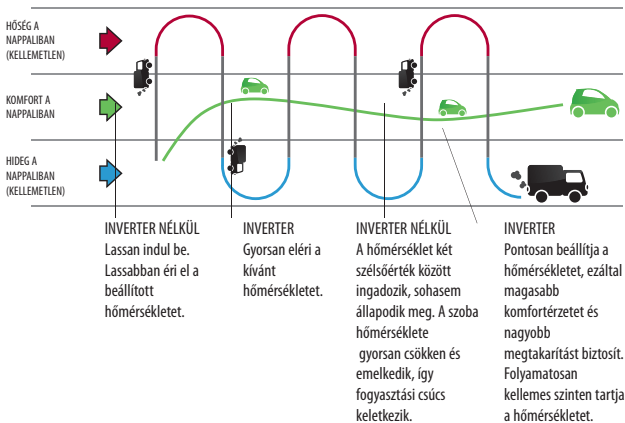 HŐSÉG A
NAPPALIBAN
(KELLEMETLEN)
KOMFORT A
NAPPALIBAN
HIDEG A
NAPPALIBAN
(KELLEMETLEN)
INVERTER NÉLKÜL
Lassan indul be.
Lassabban éri el a
beállított
hőmérsékletet.
INVERTER
Gyorsan eléri a
kívánt
hőmérsékletet.
INVERTER NÉLKÜL
A hőmérséklet két
szélsőérték között
ingadozik, sohasem
állapodik meg. A szoba
hőmérséklete
gyorsan csökken és
emelkedik, így
fogyasztási csúcs
keletkezik.
INVERTER
Pontosan beállítja a
hőmérsékletet, ezáltal
magasabb
komfortérzetet és
nagyobb
megtakarítást biztosít.
Folyamatosan
kellemes szinten tartja
a hőmérsékletet.